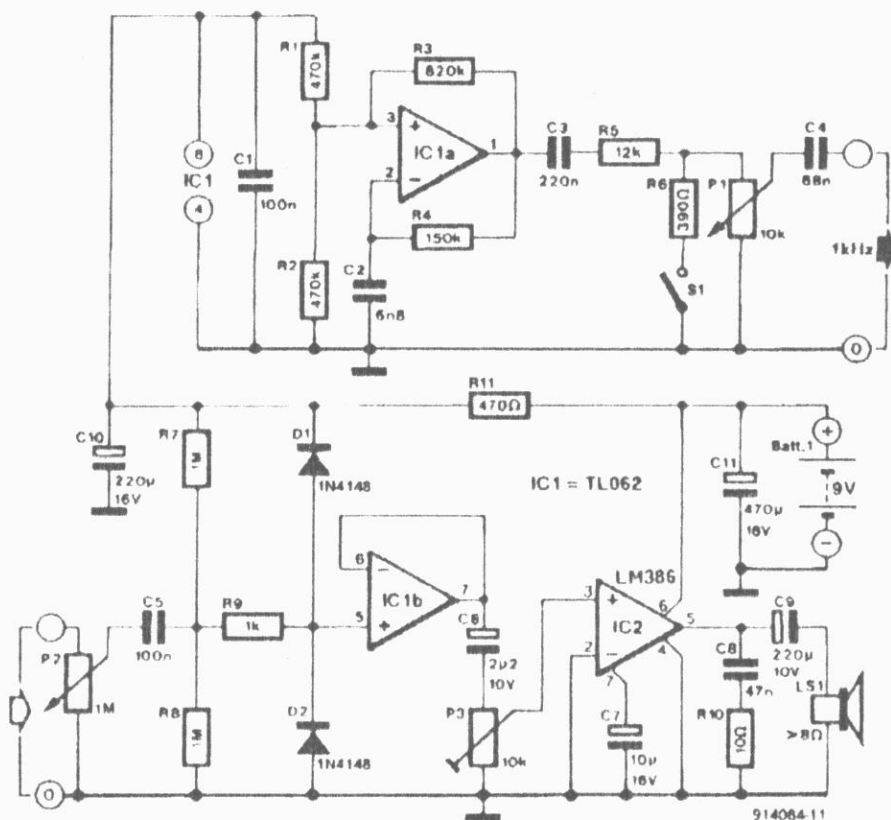 R1
470k
R3
820k
3
+
IC1a
1
2
−
R4
150k
C3
220n
R5
12k
C4
68n
R6
390Ω
P1
10k
S1
1kHz
8
IC1
4
C1
100n
R2
470k
C2
6n8
0
R11
470Ω
C10
220µ
16V
R7
1M
D1
1N4148
IC1 = TL062
C11
470µ
16V
Batt.1
+
9V
−
6
−
IC1b
7
5
+
C5
100n
R9
1k
P2
1M
R8
1M
D2
1N4148
C6
2µ2
10V
P3
10k
LM386
3
+
IC2
6
5
2
−
7
4
C7
10µ
16V
C8
47n
C9
220µ
10V
R10
10Ω
LS1
>8Ω
0
914084-11